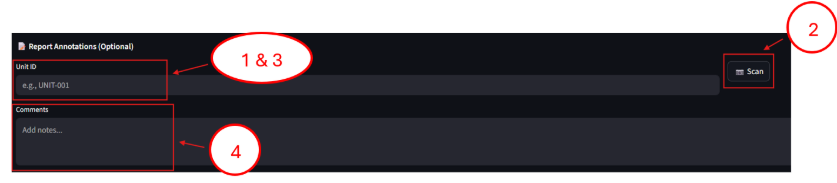 2
Report Annotations (Optional)
1 & 3
Unit ID
Scan
e.g., UNIT-001
Comments
Add notes...
4